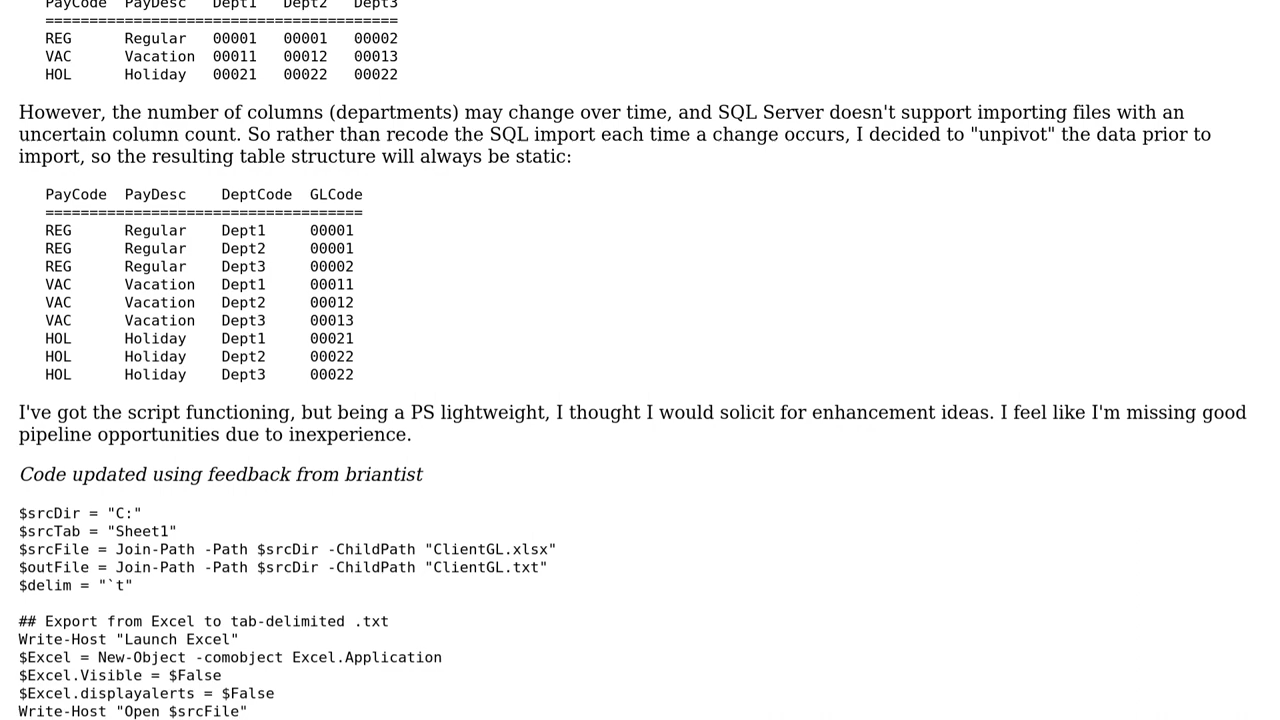 PayCode  PayDesc   Dept1   Dept2   Dept3
========================================
REG      Regular   00001   00001   00002
VAC      Vacation  00011   00012   00013
HOL      Holiday   00021   00022   00022
However, the number of columns (departments) may change over time, and SQL Server doesn't support importing files with an
uncertain column count. So rather than recode the SQL import each time a change occurs, I decided to "unpivot" the data prior to
import, so the resulting table structure will always be static:
PayCode  PayDesc    DeptCode  GLCode
====================================
REG      Regular    Dept1     00001
REG      Regular    Dept2     00001
REG      Regular    Dept3     00002
VAC      Vacation   Dept1     00011
VAC      Vacation   Dept2     00012
VAC      Vacation   Dept3     00013
HOL      Holiday    Dept1     00021
HOL      Holiday    Dept2     00022
HOL      Holiday    Dept3     00022
I've got the script functioning, but being a PS lightweight, I thought I would solicit for enhancement ideas. I feel like I'm missing good
pipeline opportunities due to inexperience.
Code updated using feedback from briantist
$srcDir = "C:"
$srcTab = "Sheet1"
$srcFile = Join-Path -Path $srcDir -ChildPath "ClientGL.xlsx"
$outFile = Join-Path -Path $srcDir -ChildPath "ClientGL.txt"
$delim = "`t"
## Export from Excel to tab-delimited .txt
Write-Host "Launch Excel"
$Excel = New-Object -comobject Excel.Application
$Excel.Visible = $False
$Excel.displayalerts = $False
Write-Host "Open $srcFile"